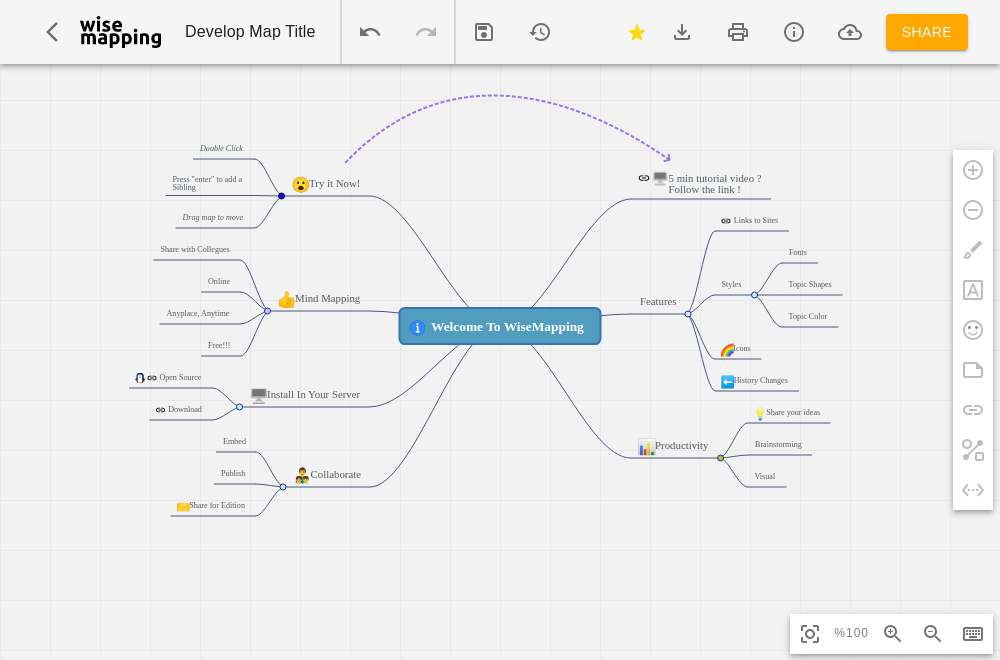 wise
mapping
Develop Map Title
SHARE
Double Click
Press "enter" to add a
Sibling
Drag map to move
Try it Now!
5 min tutorial video ?
Follow the link !
Share with Collegues
Online
Anyplace, Anytime
Free!!!
Mind Mapping
Links to Sites
Fonts
Styles
Topic Shapes
Topic Color
Features
Icons
History Changes
Welcome To WiseMapping
Open Source
Download
Install In Your Server
Embed
Publish
Share for Edition
Collaborate
Share your ideas
Brainstorming
Visual
Productivity
A
%100